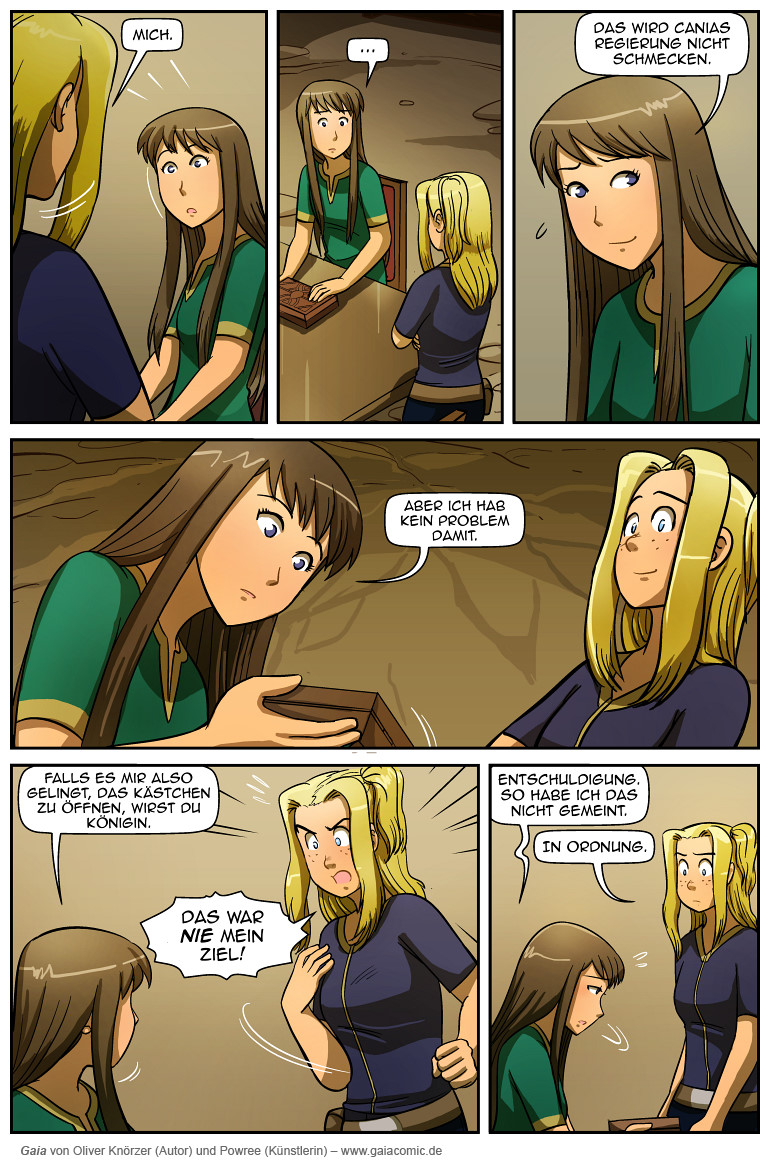 MICH.
...
DAS WIRD CANIAS
REGIERUNG NICHT
SCHMECKEN.
ABER ICH HAB
KEIN PROBLEM
DAMIT.
FALLS ES MIR ALSO
GELINGT, DAS KÄSTCHEN
ZU ÖFFNEN, WIRST DU
KÖNIGIN.
DAS WAR
NIE MEIN
ZIEL!
ENTSCHULDIGUNG.
SO HABE ICH DAS
NICHT GEMEINT.
IN ORDNUNG.
Gaia von Oliver Knörzer (Autor) und Powree (Künstlerin) – www.gaiacomic.de